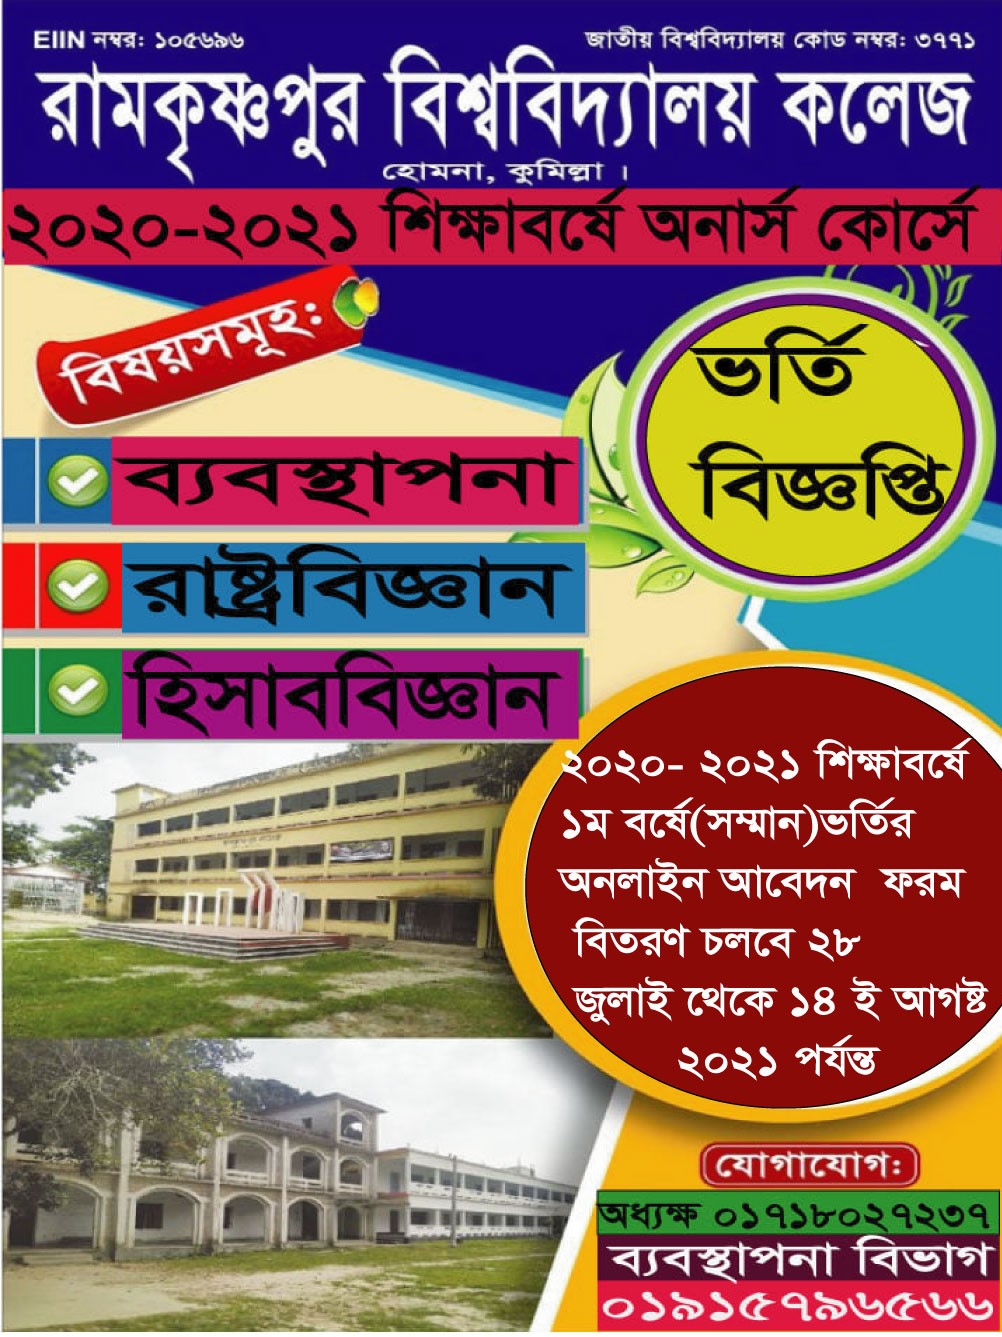 EIIN নম্বর: ১০৫৬৯৬
জাতীয় বিশ্ববিদ্যালয় কোড নম্বর: ৩৭৭১
রামকৃষ্ণপুর বিশ্ববিদ্যালয় কলেজ
হোমনা, কুমিল্লা ।
২০২০-২০২১ শিক্ষাবর্ষে অনার্স কোর্সে
বিষয়সমূহ:
ভর্তি
বিজ্ঞপ্তি
ব্যবস্থাপনা
রাষ্ট্রবিজ্ঞান
হিসাববিজ্ঞান
২০২০- ২০২১ শিক্ষাবর্ষে
১ম বর্ষে(সম্মান)ভর্তির
অনলাইন আবেদন ফরম
বিতরণ চলবে ২৮
জুলাই থেকে ১৪ ই আগষ্ট
২০২১ পর্যন্ত
যোগাযোগ:
অধ্যক্ষ ০১৭১৮০২৭২৩৭
ব্যবস্থাপনা বিভাগ
০১৯১৫৭৯৬৫৬৬